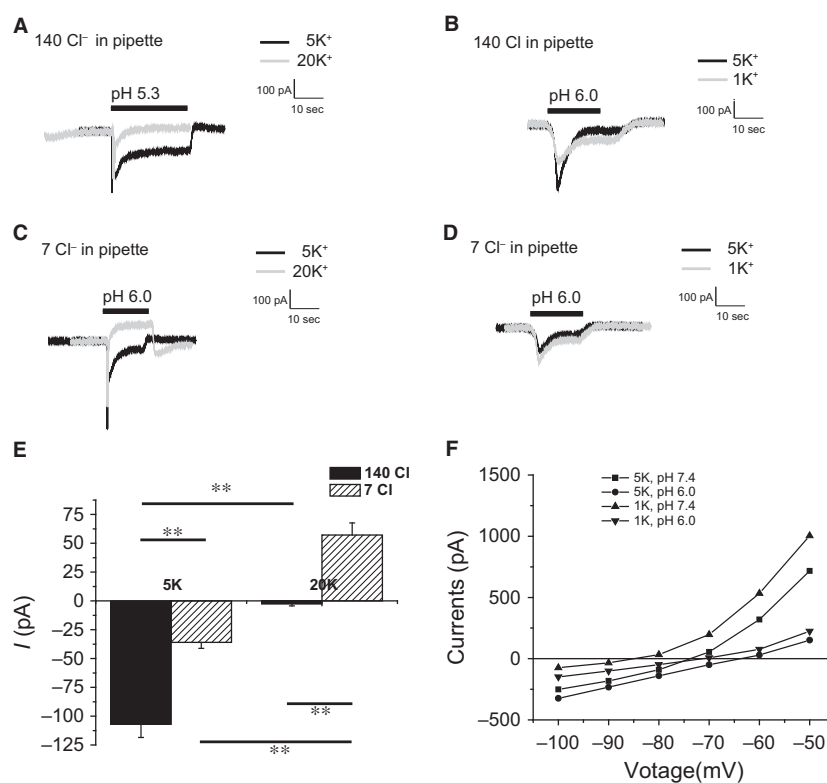 A
140 Cl⁻ in pipette
5K⁺
20K⁺
pH 5.3
100 pA
10 sec
B
140 Cl in pipette
5K⁺
1K⁺
pH 6.0
100 pA
10 sec
C
7 Cl⁻ in pipette
5K⁺
20K⁺
pH 6.0
100 pA
10 sec
D
7 Cl⁻ in pipette
5K⁺
1K⁺
pH 6.0
100 pA
10 sec
E
140 Cl
7 Cl
**
**
75
50
25
0
−25
−50
−75
−100
−125
I (pA)
5K
20K
**
**
F
5K, pH 7.4
5K, pH 6.0
1K, pH 7.4
1K, pH 6.0
1500
1000
500
0
−500
Currents (pA)
−100 −90 −80 −70 −60 −50
Votage(mV)